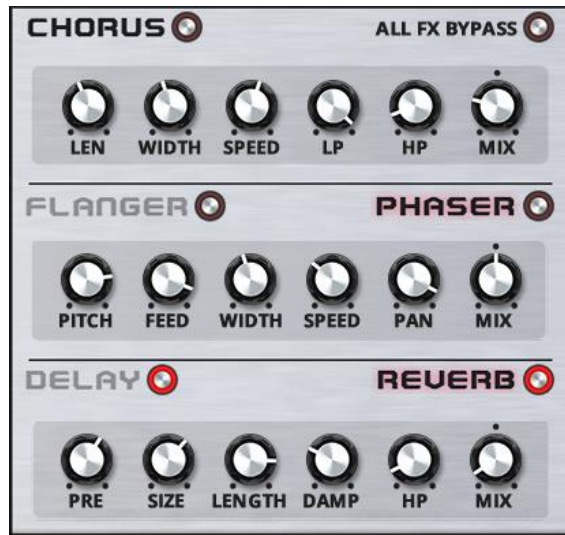 CHORUS ALL FX BYPASS
LEN WIDTH SPEED LP HP MIX
FLANGER PHASER
PITCH FEED WIDTH SPEED PAN MIX
DELAY REVERB
PRE SIZE LENGTH DAMP HP MIX